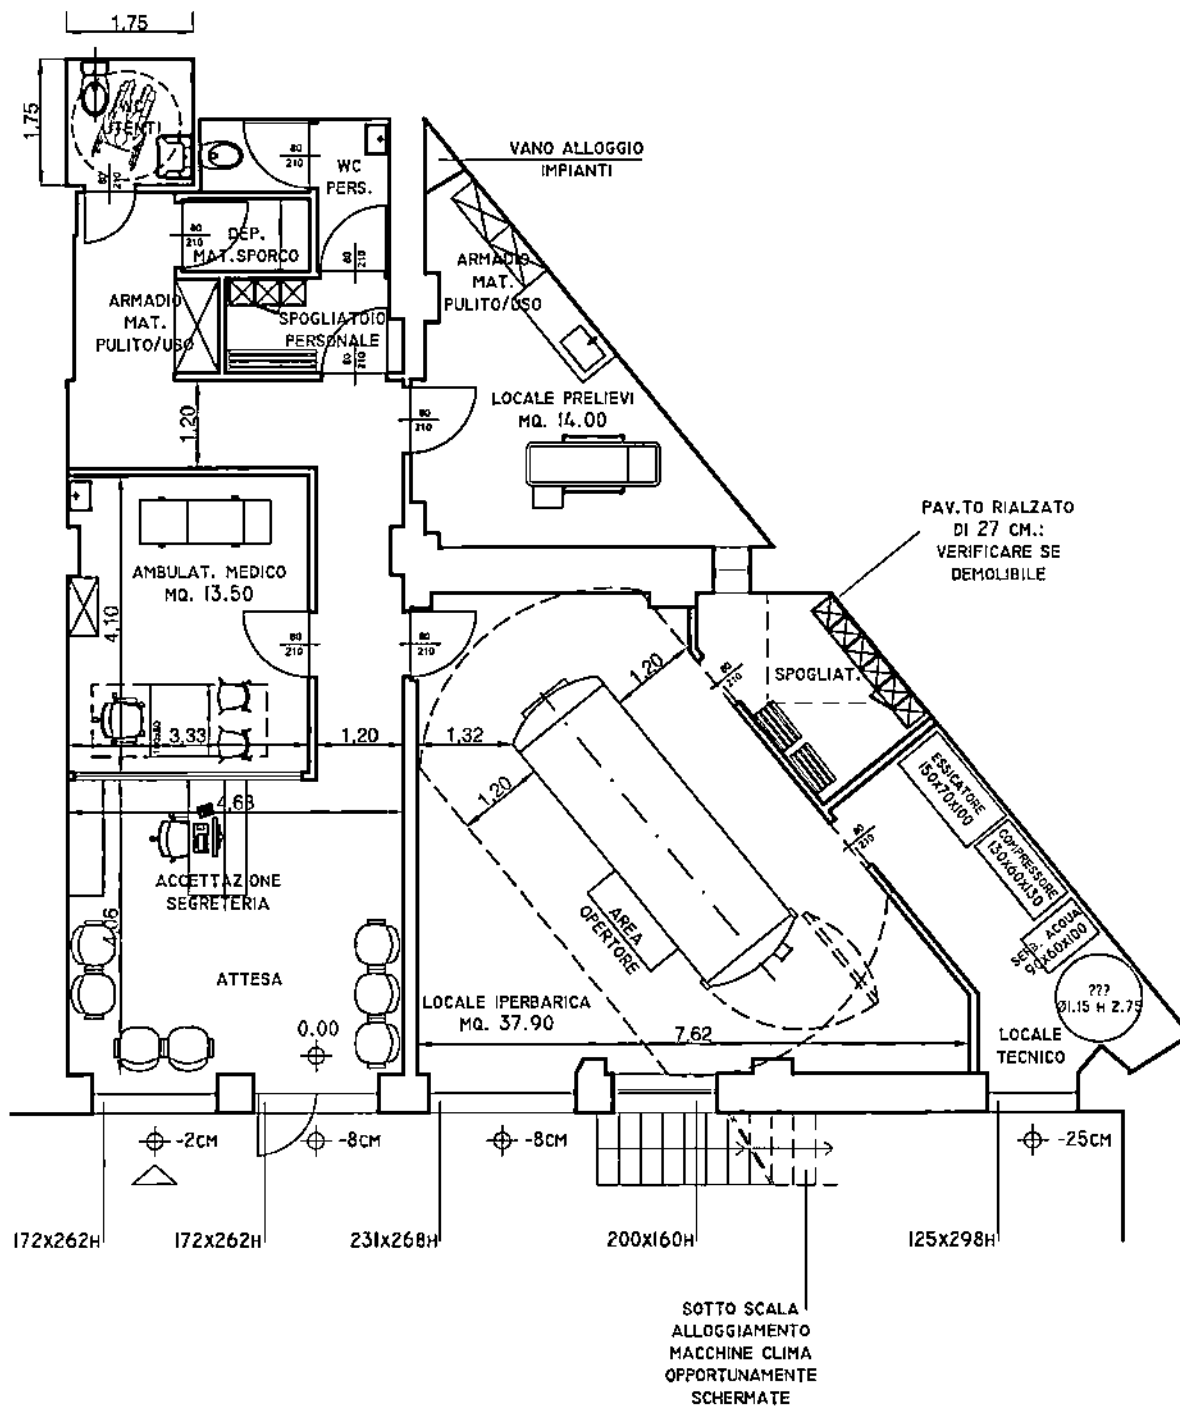 1.75
1.75
WC
UTENTI
80
210
80
210
WC
PERS.
VANO ALLOGGIO
IMPIANTI
80
210
DEP.
MAT.SPORCO
80
210
ARMADIO
MAT.
PULITO/USO
ARMADIO
MAT.
PULITO/USO
SPOGLIATOIO
PERSONALE
80
210
1.20
LOCALE PRELIEVI
MQ. 14.00
80
210
PAV.TO RIALZATO
DI 27 CM.:
VERIFICARE SE
DEMOLIBILE
AMBULAT. MEDICO
MQ. 13.50
4.10
80
210
80
210
1.20
80
210
SPOGLIAT.
3.33
1.20
1.32
1.20
ESSICATORE
150X70X100
4.63
80
210
COMPRESSORE
130X60X130
ACCETTAZIONE
SEGRETERIA
4.06
AREA
OPERTORE
SERB. ACQUA
90X60X100
ATTESA
LOCALE IPERBARICA
MQ. 37.90
???
Ø1.15 H 2.75
0.00
7.62
LOCALE
TECNICO
-2CM
-8CM
-8CM
-25CM
172X262H
172X262H
231X268H
200X160H
125X298H
SOTTO SCALA
ALLOGGIAMENTO
MACCHINE CLIMA
OPPORTUNAMENTE
SCHERMATE